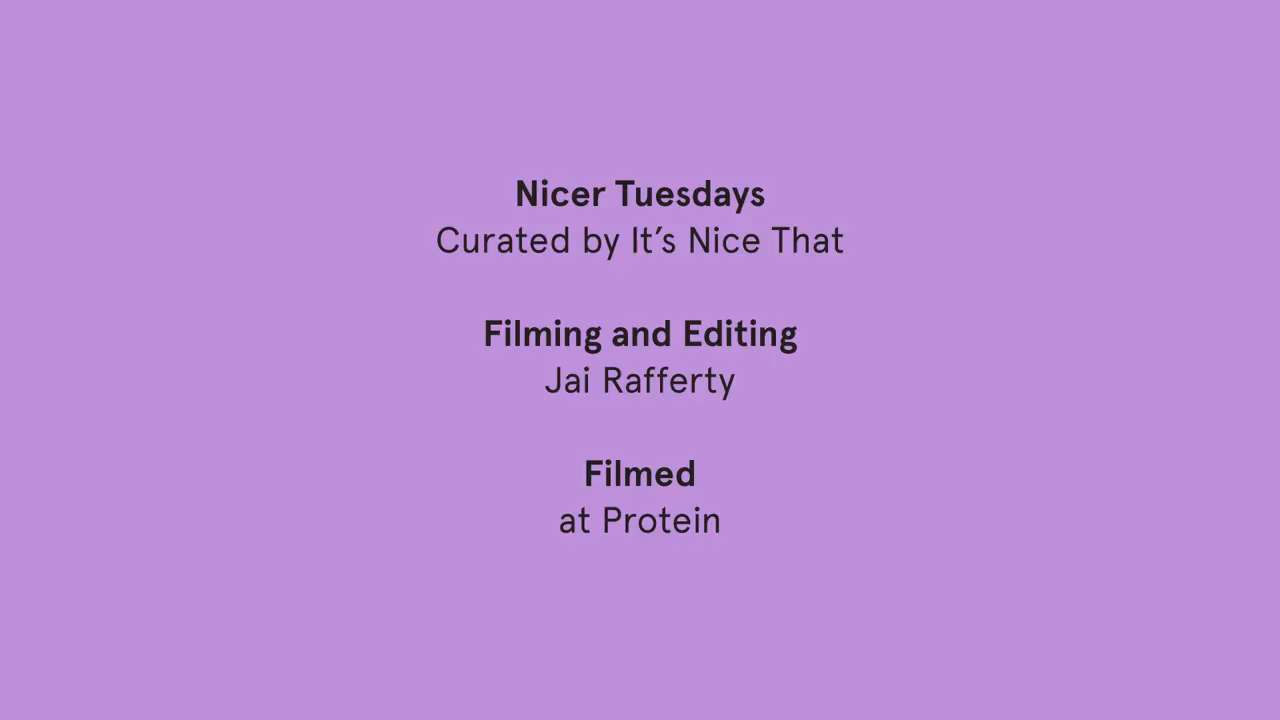 Nicer Tuesdays
Curated by It’s Nice That
Filming and Editing
Jai Rafferty
Filmed
at Protein